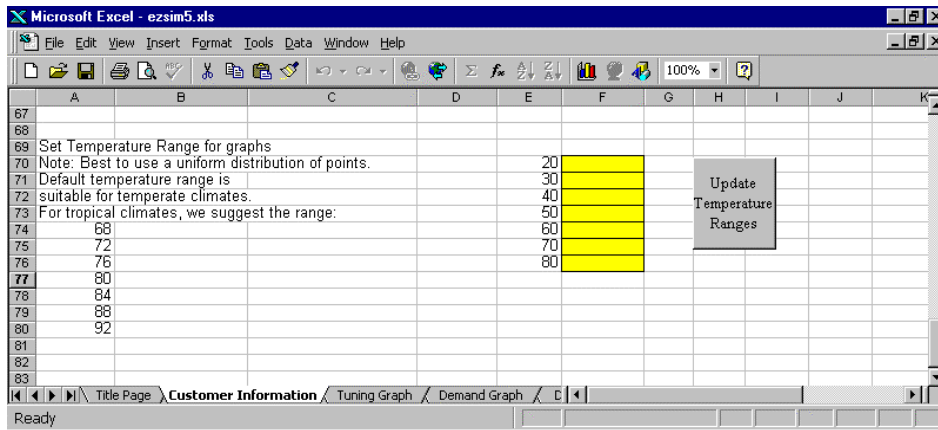 Microsoft Excel - ezsim5.xls
File Edit View Insert Format Tools Data Window Help
100%
A B C D E F G H I J K
67
68
69 Set Temperature Range for graphs
70 Note: Best to use a uniform distribution of points. 20
71 Default temperature range is 30
72 suitable for temperate climates. 40
73 For tropical climates, we suggest the range: 50
74 68 60
75 72 70
76 76 80
77 80
78 84
79 88
80 92
81
82
83
Update
Temperature
Ranges
Title Page Customer Information Tuning Graph Demand Graph D
Ready